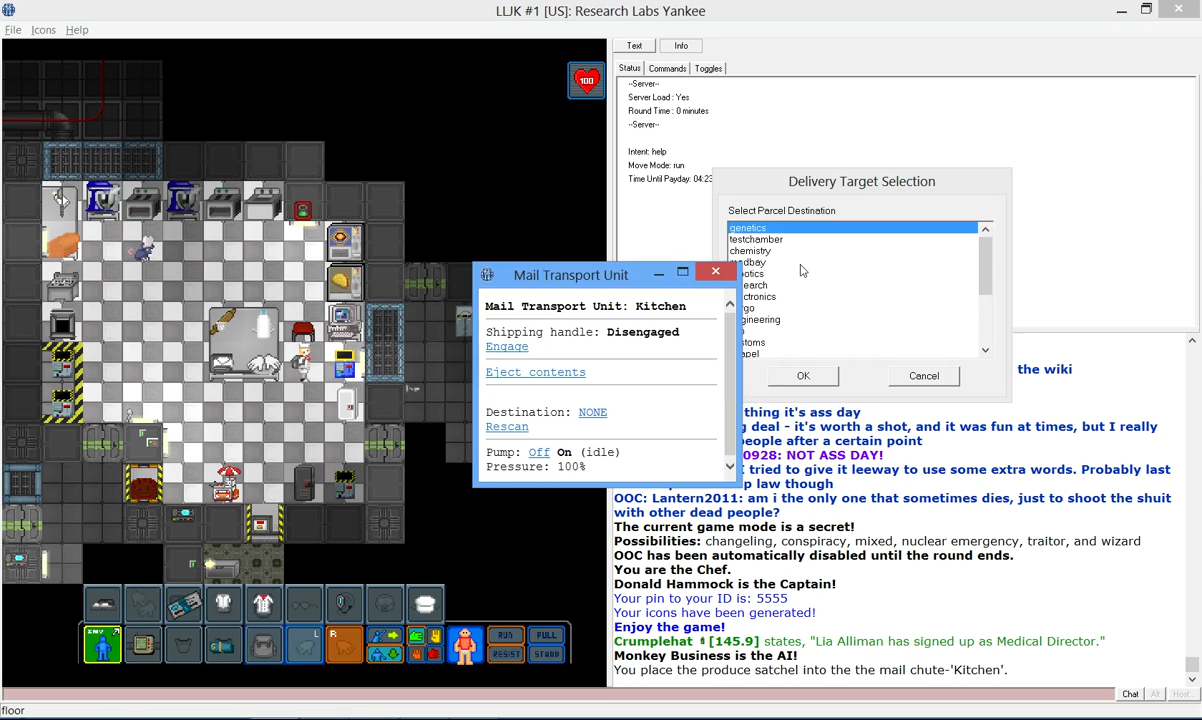 LLJK #1 [US]: Research Labs Yankee
File Icons Help
100
Text Info
Status Commands Toggles
--Server--
Server Load : Yes
Round Time : 0 minutes
--Server--
Intent: help
Move Mode: run
Time Until Payday: 04:23
Delivery Target Selection
Select Parcel Destination
genetics
testchamber
chemistry
OK Cancel
Mail Transport Unit
Mail Transport Unit: Kitchen
Shipping handle: Disengaged
Engage
Eject contents
Destination: NONE
Rescan
Pump: Off On (idle)
Pressure: 100%
the wiki
thing it's ass day
deal - it's worth a shot, and it was fun at times, but I really
people after a certain point
0928: NOT ASS DAY!
I tried to give it leeway to use some extra words. Probably last
law though
OOC: Lantern2011: am i the only one that sometimes dies, just to shoot the shuit
with other dead people?
The current game mode is a secret!
Possibilities: changeling, conspiracy, mixed, nuclear emergency, traitor, and wizard
OOC has been automatically disabled until the round ends.
You are the Chef.
Donald Hammock is the Captain!
Your pin to your ID is: 5555
Your icons have been generated!
Enjoy the game!
Crumplehat [145.9] states, "Lia Alliman has signed up as Medical Director."
Monkey Business is the AI!
You place the produce satchel into the the mail chute-'Kitchen'.
INV L R RUN FULL
RESIST STAND
Chat Alt Host...
floor